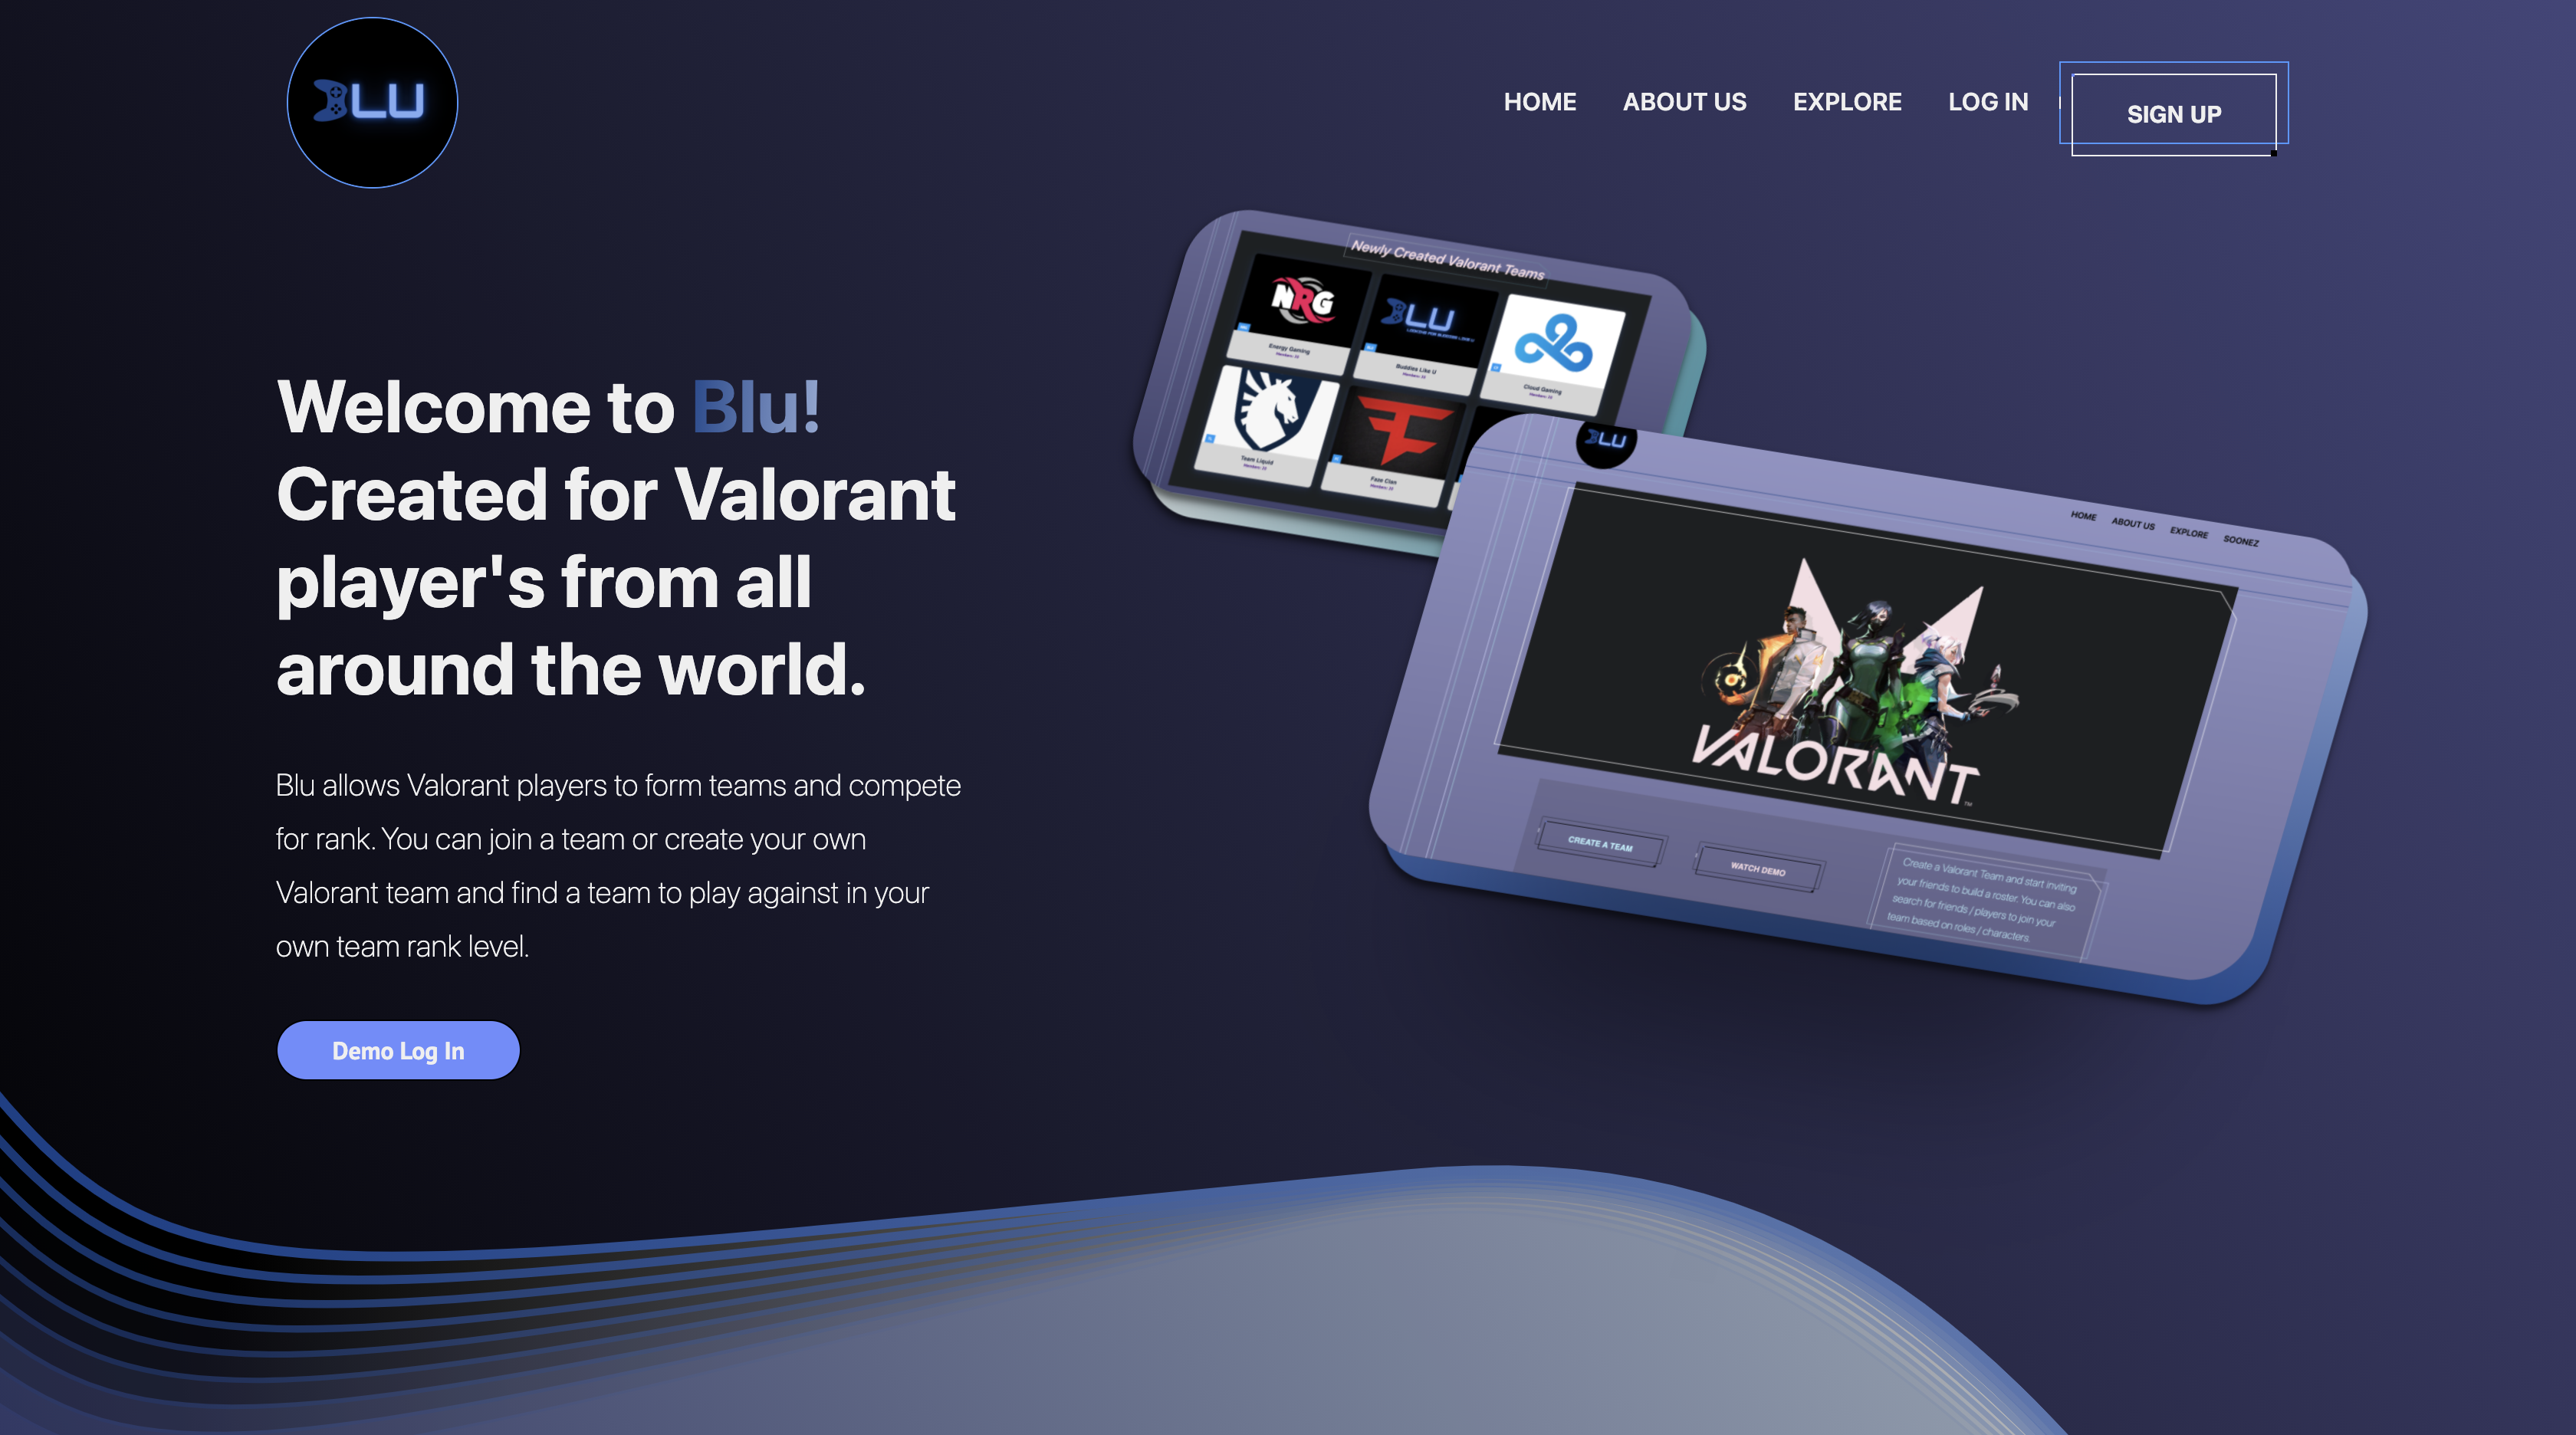 BLU
HOME
ABOUT US
EXPLORE
LOG IN
SIGN UP
Welcome to Blu!
Created for Valorant
player's from all
around the world.
Blu allows Valorant players to form teams and compete
for rank. You can join a team or create your own
Valorant team and find a team to play against in your
own team rank level.
Demo Log In
Newly Created Valorant Teams
NRG
Energy Gaming
BLU
Buddies Like U
Cloud Gaming
Team Liquid
Faze Clan
BLU
HOME
ABOUT US
EXPLORE
SOONEZ
VALORANT
CREATE A TEAM
WATCH DEMO
Create a Valorant Team and start inviting
your friends to build a roster. You can also
search for friends / players to join your
team based on roles / characters.